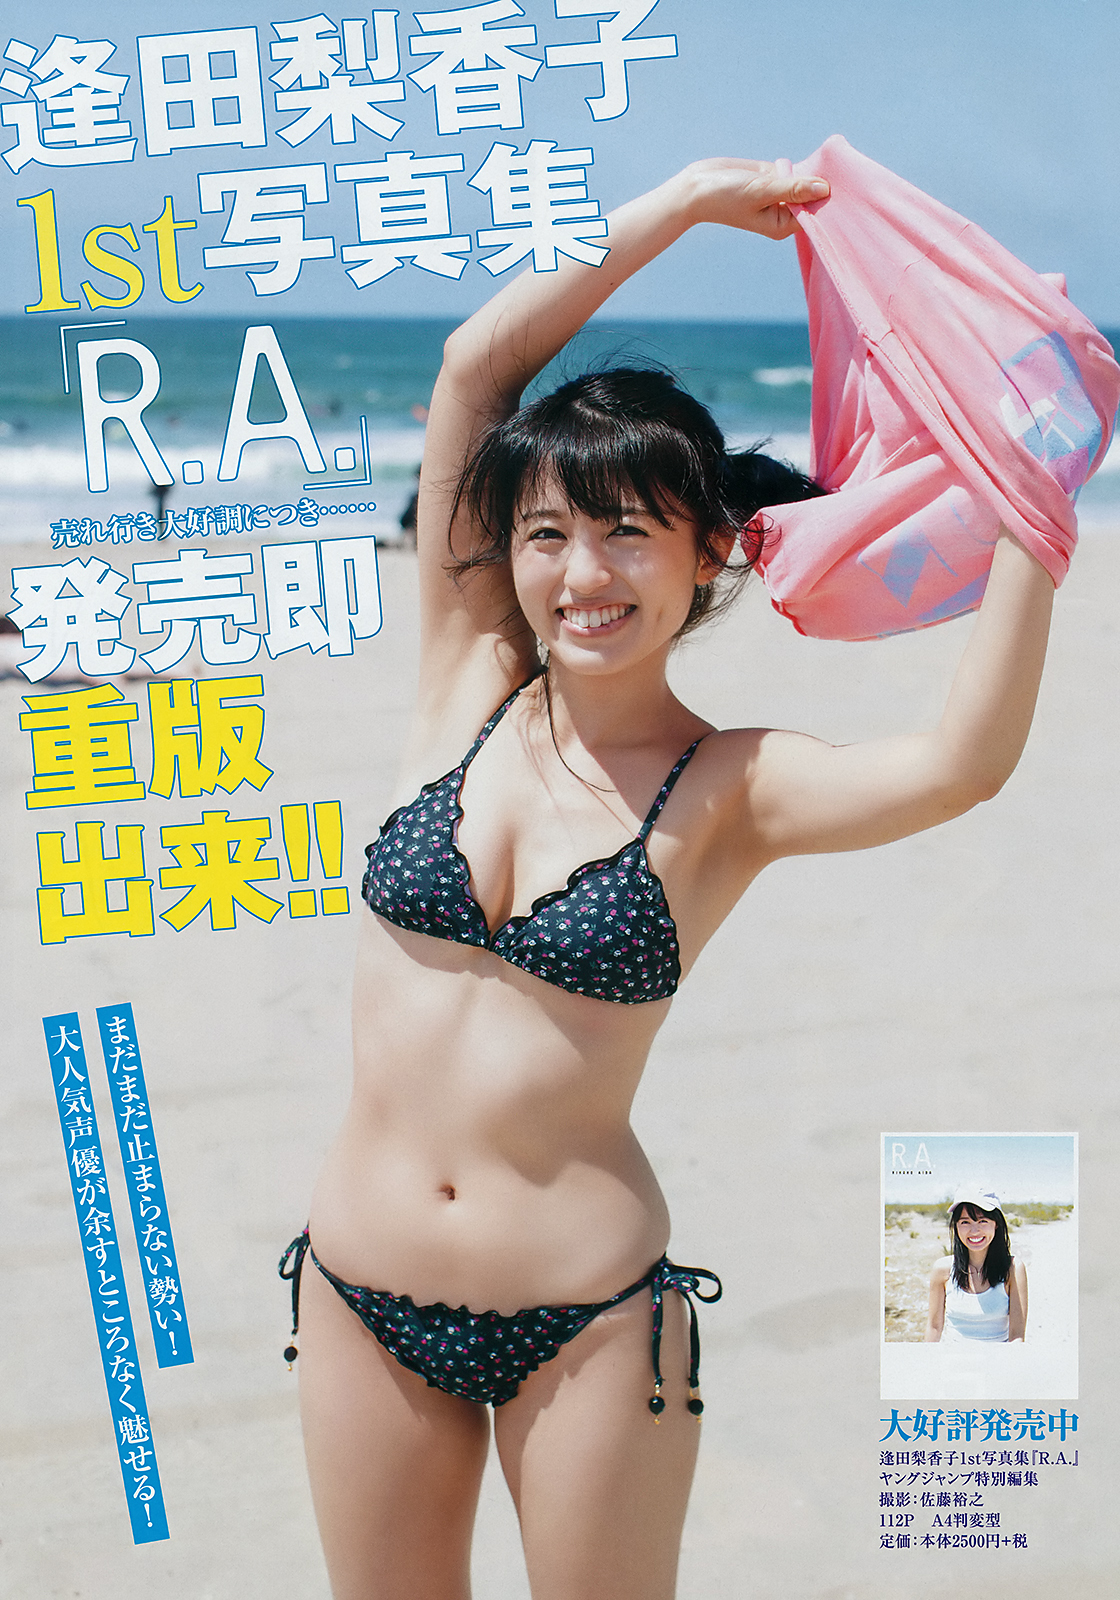 逢田梨香子
1st写真集
『R.A.』
売れ行き大好調につき……
発売即
重版
出来!!
まだまだ止まらない勢い！
大人気声優が余すところなく魅せる！
R.A.
RIKAKO AIDA
大好評発売中
逢田梨香子1st写真集『R.A.』
ヤングジャンプ特別編集
撮影：佐藤裕之
112P　A4判変型
定価：本体2500円+税